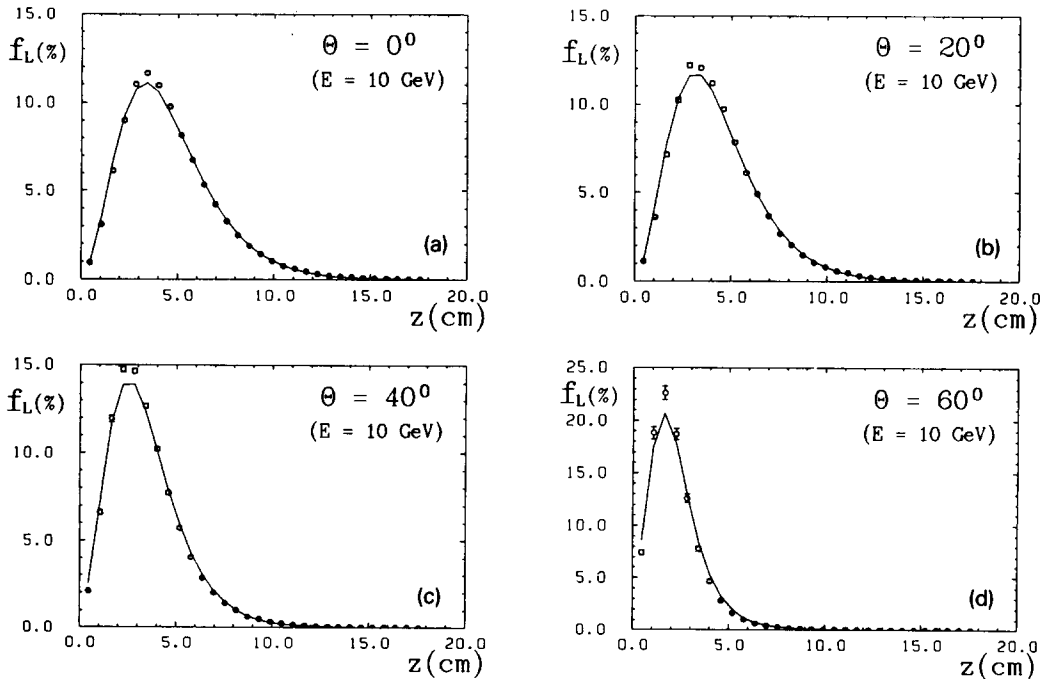 15.0
f_L(%)
10.0
5.0
0.0
Θ = 0⁰
(E = 10 GeV)
(a)
0.0 5.0 10.0 15.0 20.0
z(cm)
15.0
f_L(%)
10.0
5.0
0.0
Θ = 20⁰
(E = 10 GeV)
(b)
0.0 5.0 10.0 15.0 20.0
z(cm)
15.0
f_L(%)
10.0
5.0
0.0
Θ = 40⁰
(E = 10 GeV)
(c)
0.0 5.0 10.0 15.0 20.0
z(cm)
25.0
f_L(%)
20.0
15.0
10.0
5.0
0.0
Θ = 60⁰
(E = 10 GeV)
(d)
0.0 5.0 10.0 15.0 20.0
z(cm)